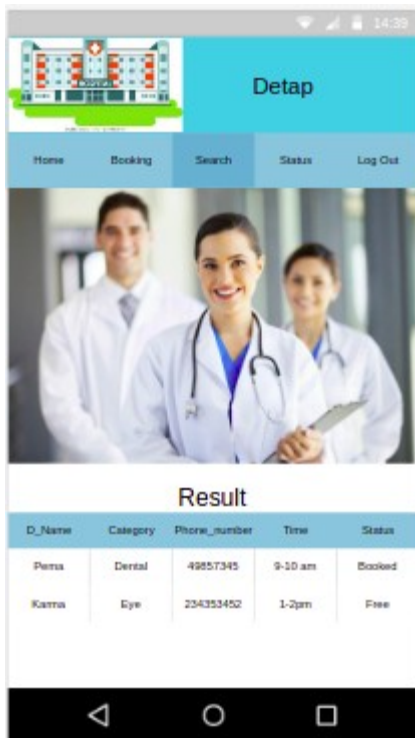 14:39
Detap
Home Booking Search Status Log Out
Result
D_Name Category Phone_number Time Status
Pema Dental 49857345 9-10 am Booked
Karma Eye 234353452 1-2pm Free